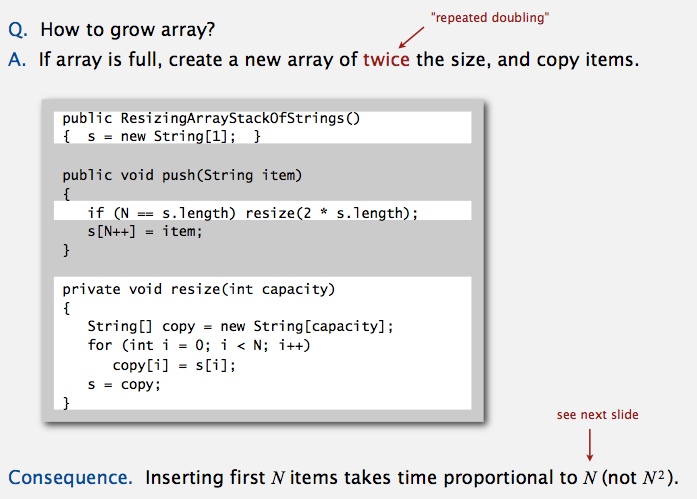 "repeated doubling"
Q. How to grow array?
A. If array is full, create a new array of twice the size, and copy items.
public ResizingArrayStackOfStrings()
{ s = new String[1]; }
public void push(String item)
{
if (N == s.length) resize(2 * s.length);
s[N++] = item;
}
private void resize(int capacity)
{
String[] copy = new String[capacity];
for (int i = 0; i < N; i++)
copy[i] = s[i];
s = copy;
}
see next slide
Consequence. Inserting first N items takes time proportional to N (not N²).